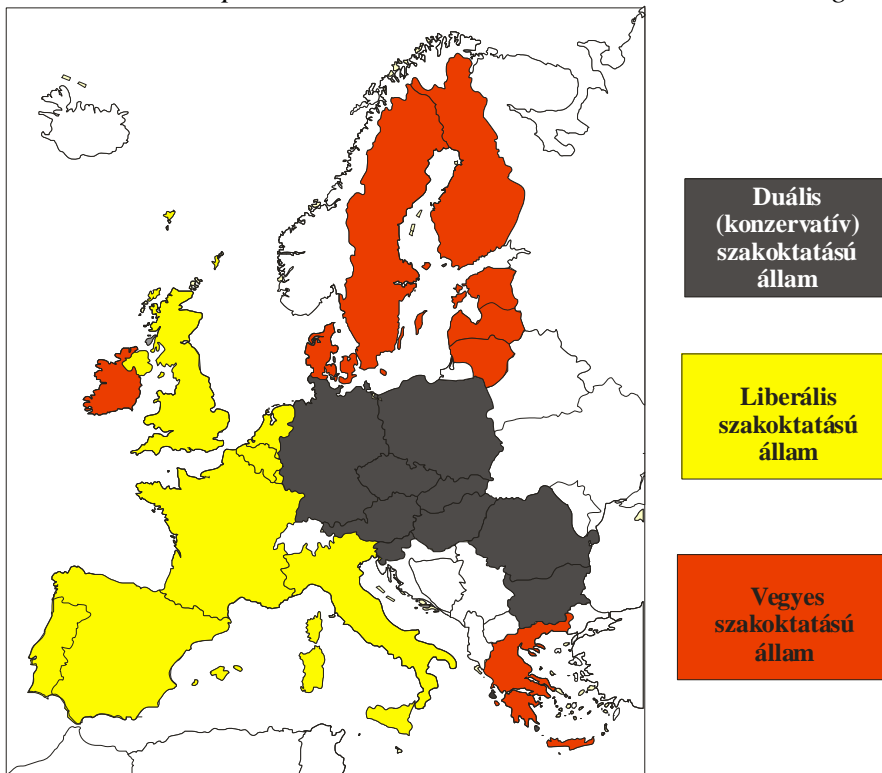 Duális
(konzervatív)
szakoktatású
állam
Liberális
szakoktatású
állam
Vegyes
szakoktatású
állam